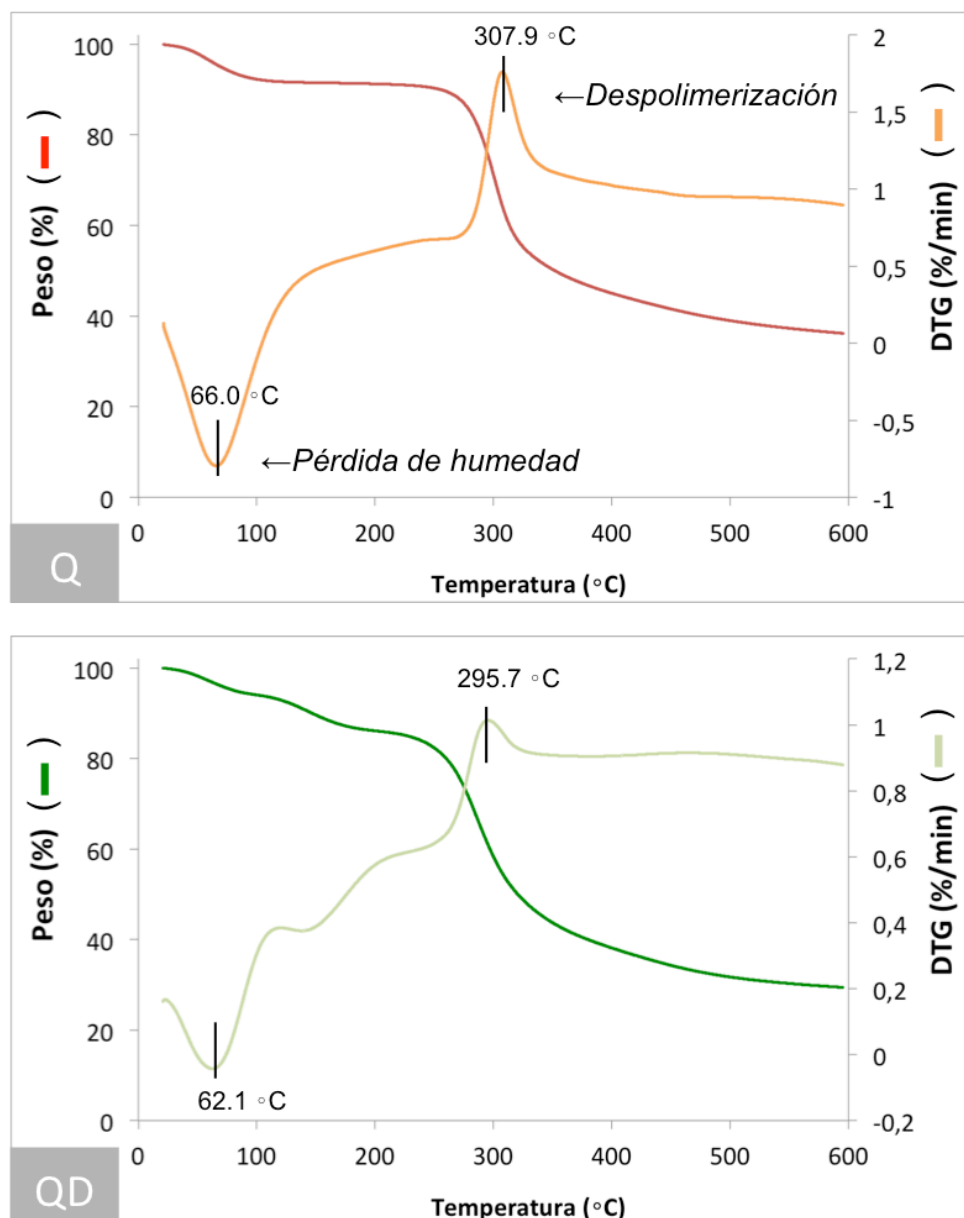 307.9 °C
←Despolimerización
66.0 °C
←Pérdida de humedad
Peso (%) ( )
100
80
60
40
20
0
DTG (%/min) ( )
2
1,5
1
0,5
0
-0,5
-1
0 100 200 300 400 500 600
Temperatura (°C)
Q
295.7 °C
62.1 °C
Peso (%) ( )
100
80
60
40
20
0
DTG (%/min) ( )
1,2
1
0,8
0,6
0,4
0,2
0
-0,2
0 100 200 300 400 500 600
Temperatura (°C)
QD